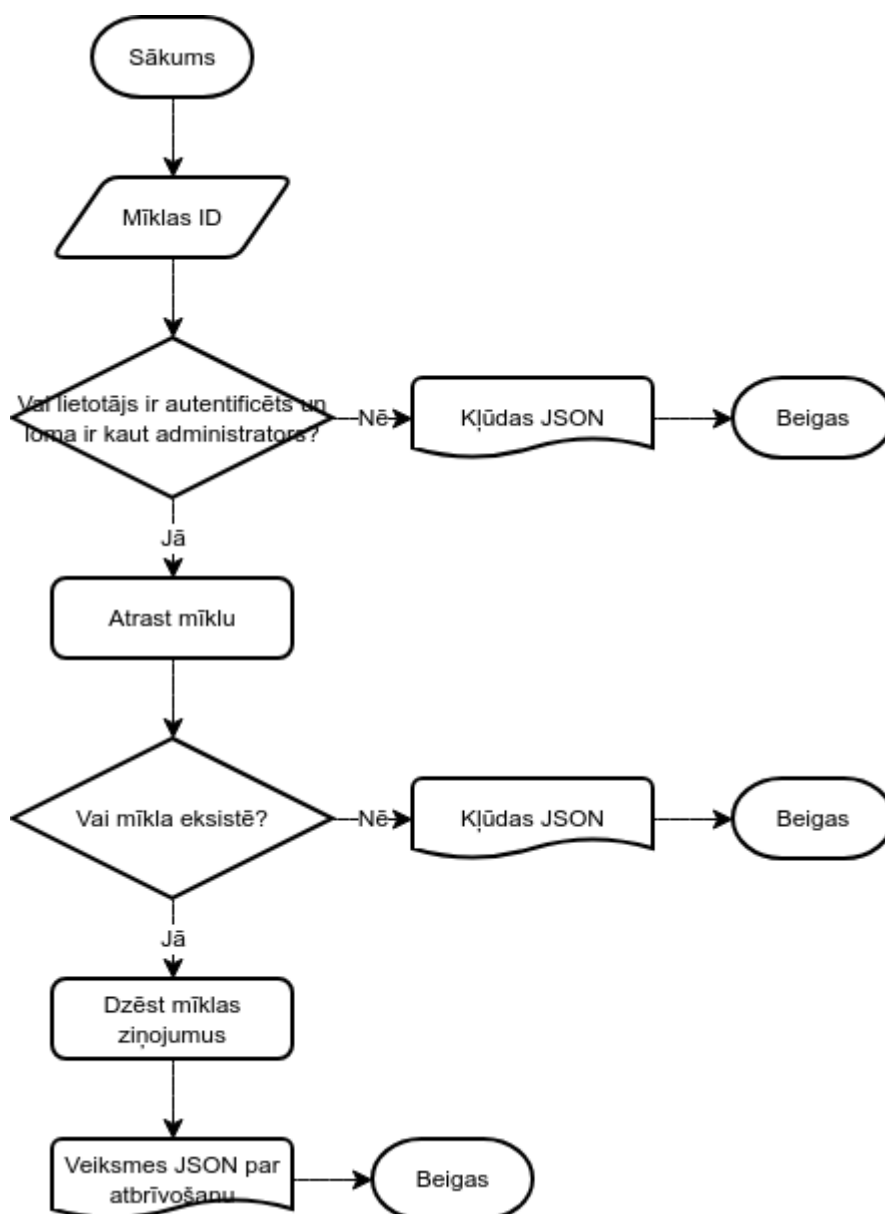 Sākums
Mīklas ID
Vai lietotājs ir autentificēts un
loma ir kaut administrators?
Nē
Kļūdas JSON
Beigas
Jā
Atrast mīklu
Vai mīkla eksistē?
Nē
Kļūdas JSON
Beigas
Jā
Dzēst mīklas
ziņojumus
Veiksmes JSON par
atbrīvošanu
Beigas